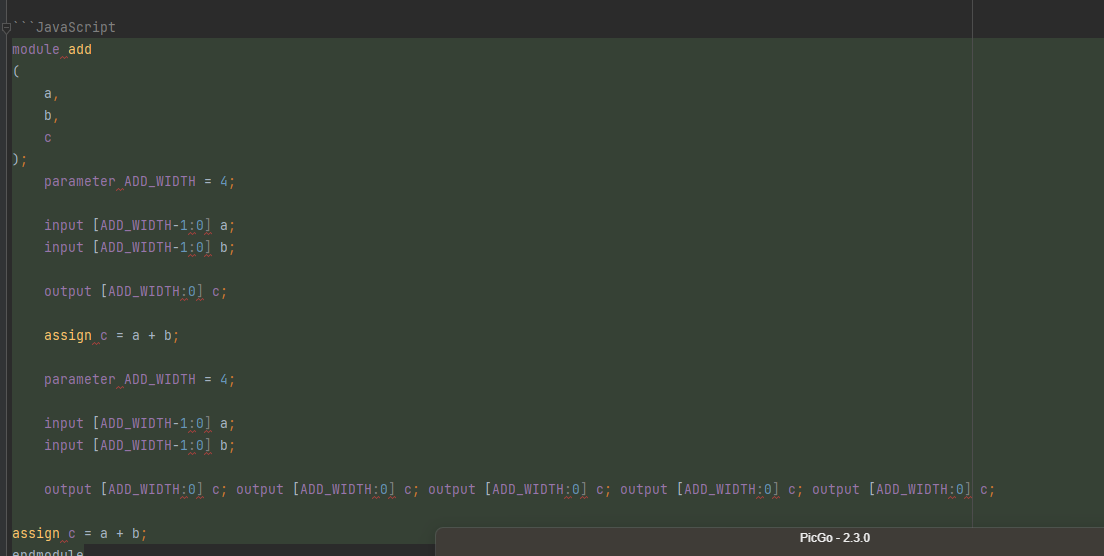 ```JavaScript
module add
(
    a,
    b,
    c
);
    parameter ADD_WIDTH = 4;
    input [ADD_WIDTH-1:0] a;
    input [ADD_WIDTH-1:0] b;
    output [ADD_WIDTH:0] c;
    assign c = a + b;
    parameter ADD_WIDTH = 4;
    input [ADD_WIDTH-1:0] a;
    input [ADD_WIDTH-1:0] b;
    output [ADD_WIDTH:0] c; output [ADD_WIDTH:0] c; output [ADD_WIDTH:0] c; output [ADD_WIDTH:0] c; output [ADD_WIDTH:0] c;
assign c = a + b;
PicGo - 2.3.0
endmodule